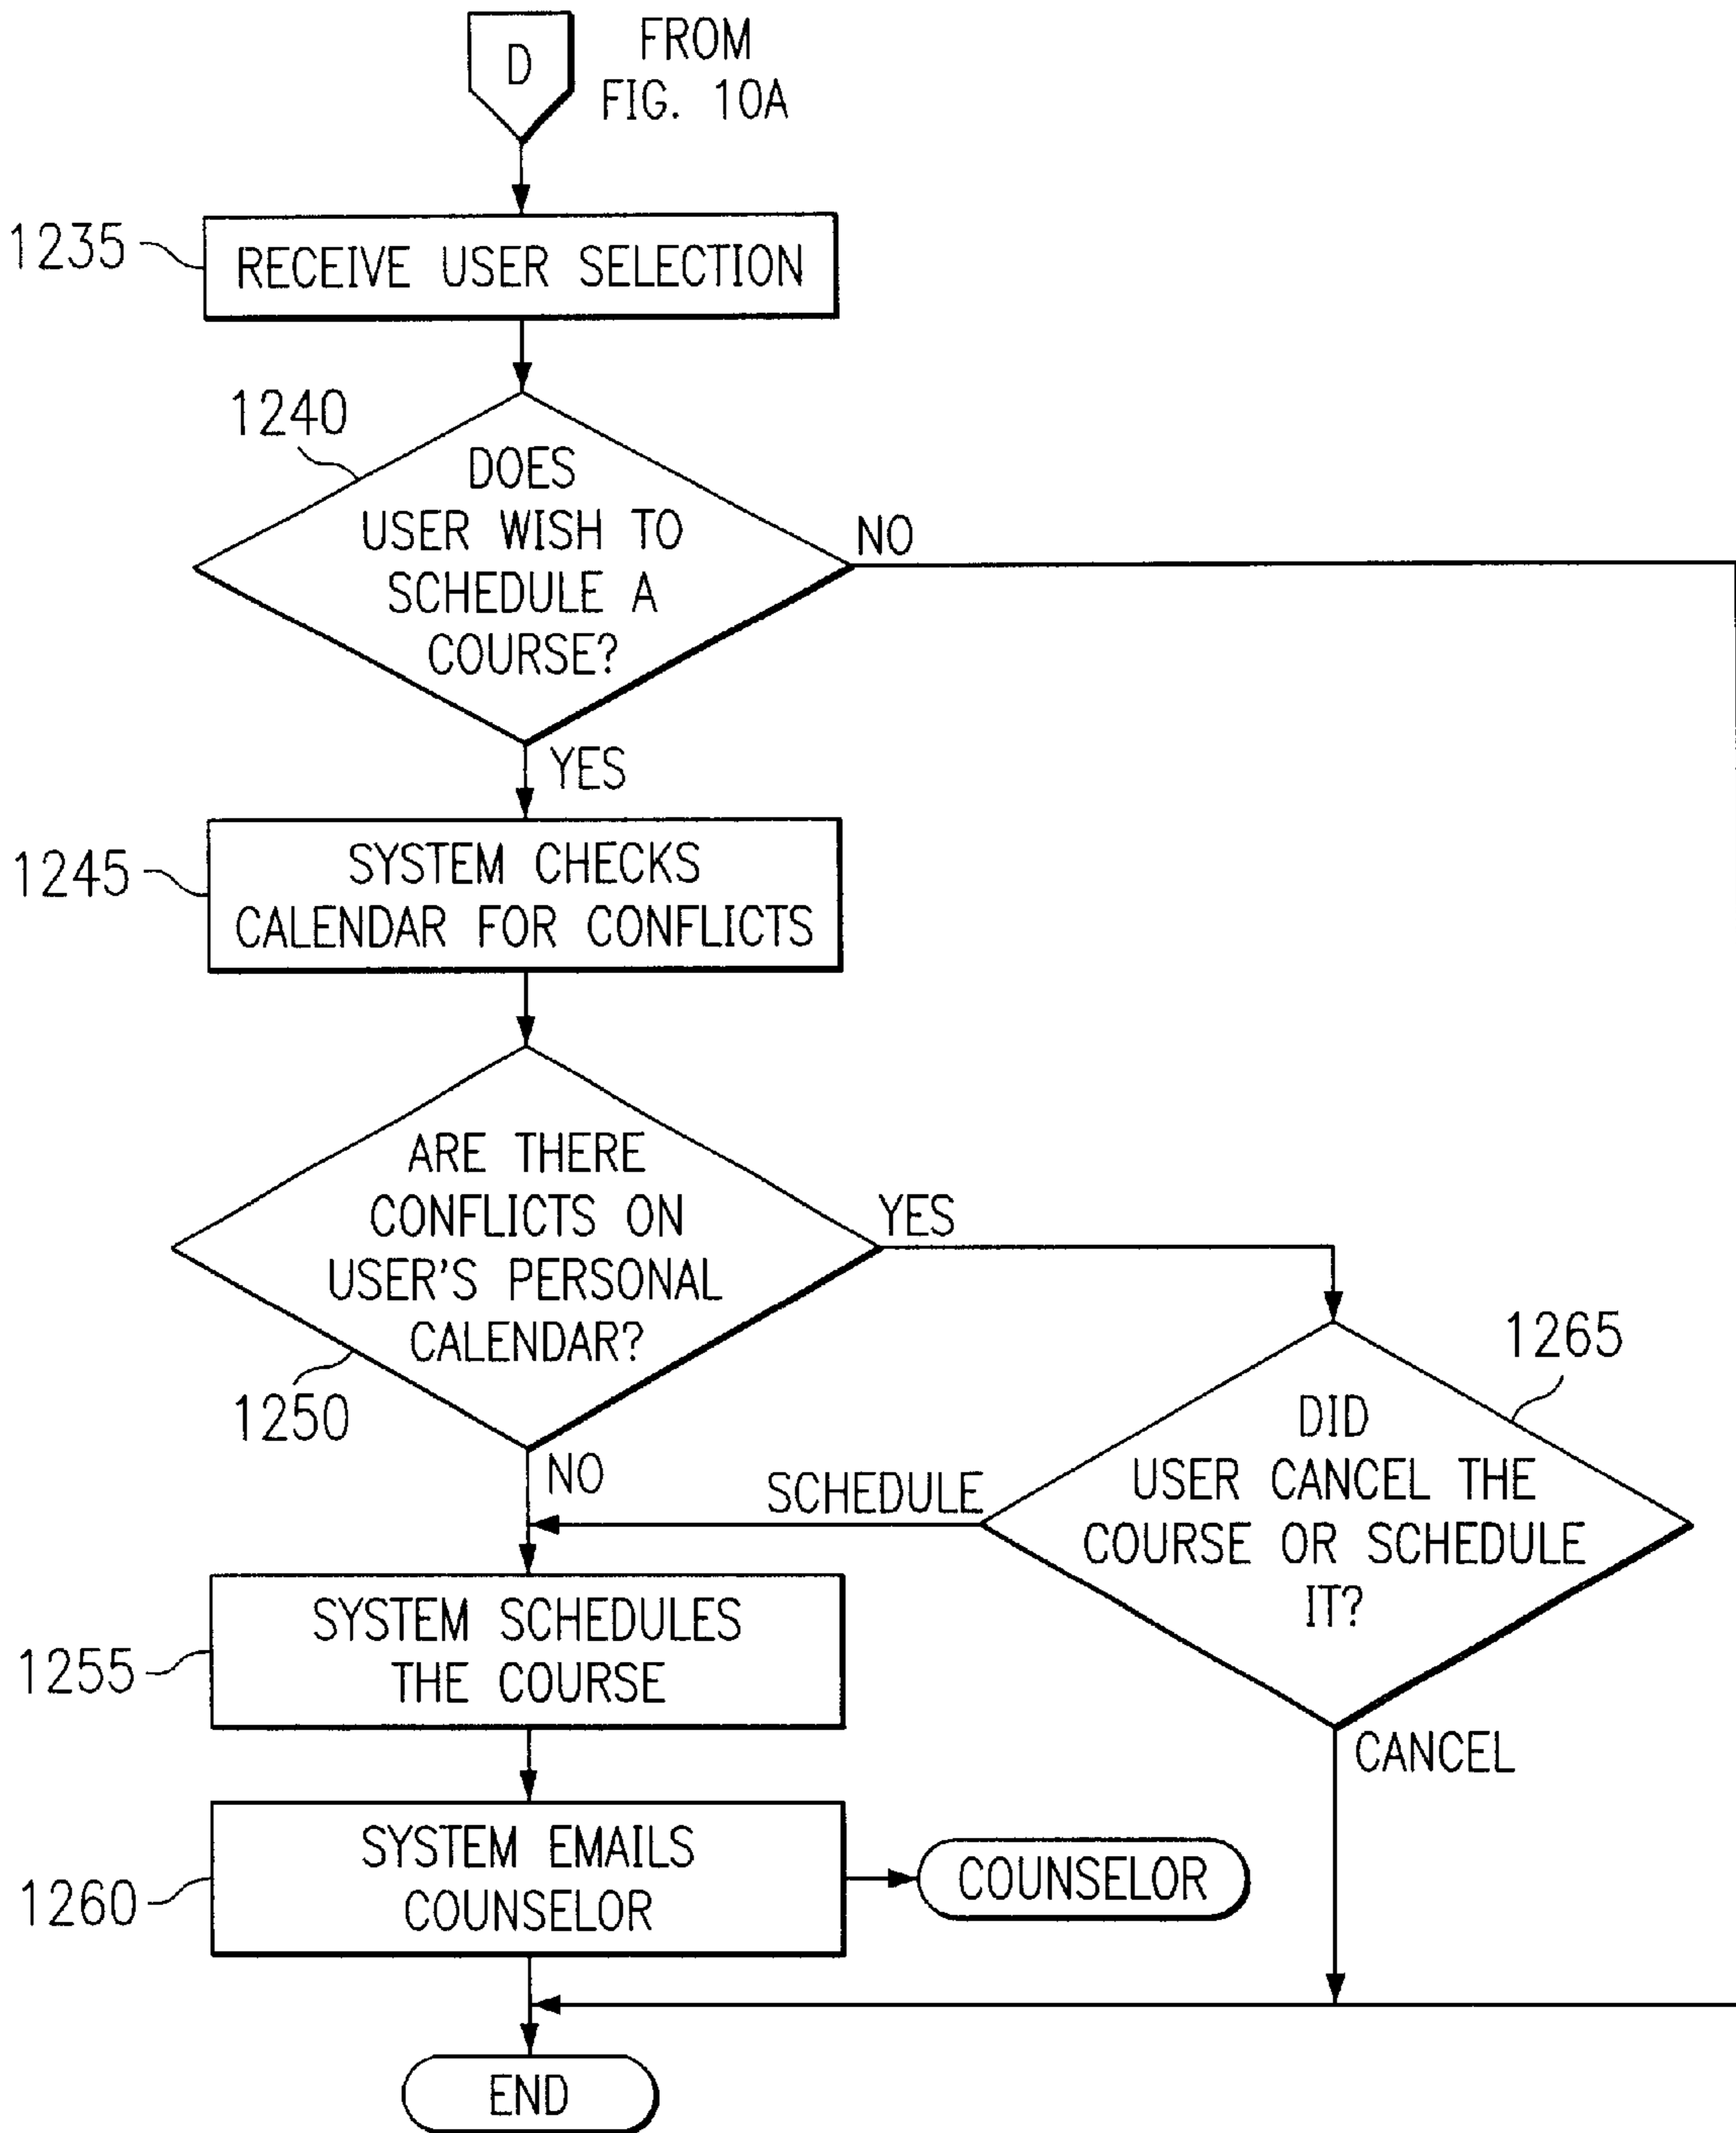 D
FROM
FIG. 10A
1235
RECEIVE USER SELECTION
1240
DOES
USER WISH TO
SCHEDULE A
COURSE?
NO
YES
1245
SYSTEM CHECKS
CALENDAR FOR CONFLICTS
ARE THERE
CONFLICTS ON
USER'S PERSONAL
CALENDAR?
YES
1250
NO
1265
DID
USER CANCEL THE
COURSE OR SCHEDULE
IT?
SCHEDULE
CANCEL
1255
SYSTEM SCHEDULES
THE COURSE
1260
SYSTEM EMAILS
COUNSELOR
COUNSELOR
END